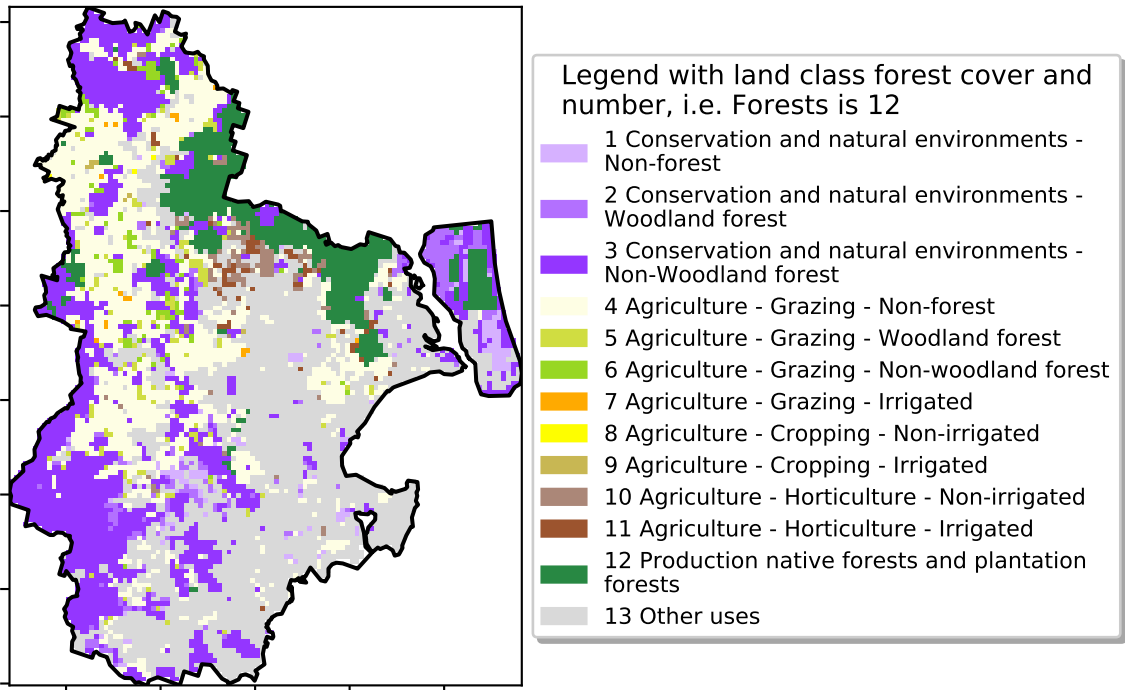 Legend with land class forest cover and
number, i.e. Forests is 12
1 Conservation and natural environments -
Non-forest
2 Conservation and natural environments -
Woodland forest
3 Conservation and natural environments -
Non-Woodland forest
4 Agriculture - Grazing - Non-forest
5 Agriculture - Grazing - Woodland forest
6 Agriculture - Grazing - Non-woodland forest
7 Agriculture - Grazing - Irrigated
8 Agriculture - Cropping - Non-irrigated
9 Agriculture - Cropping - Irrigated
10 Agriculture - Horticulture - Non-irrigated
11 Agriculture - Horticulture - Irrigated
12 Production native forests and plantation
forests
13 Other uses